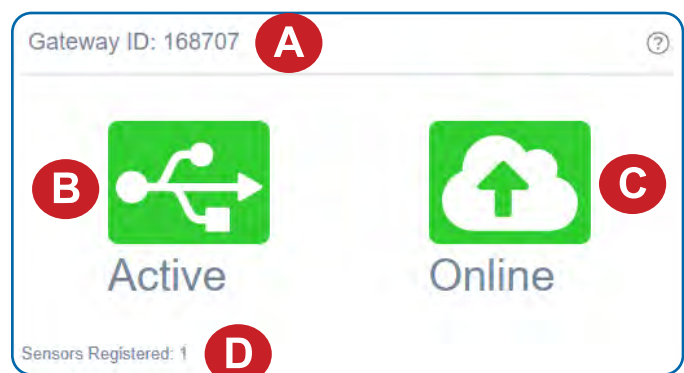 Gateway ID: 168707 A ?
B C
Active Online
Sensors Registered: 1 D